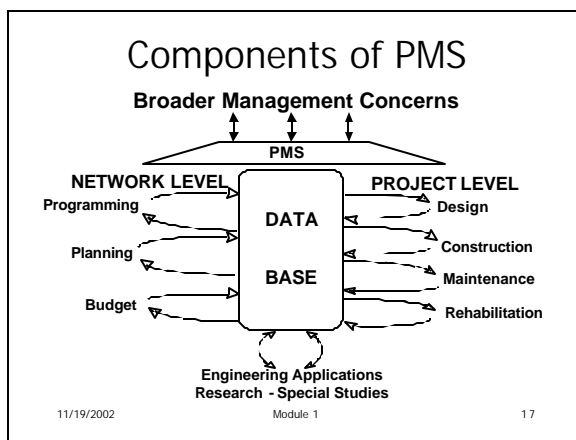 Components of PMS
Broader Management Concerns
PMS
NETWORK LEVEL
PROJECT LEVEL
Programming
Design
DATA
Planning
Construction
BASE
Maintenance
Budget
Rehabilitation
Engineering Applications
Research - Special Studies
11/19/2002
Module 1
17